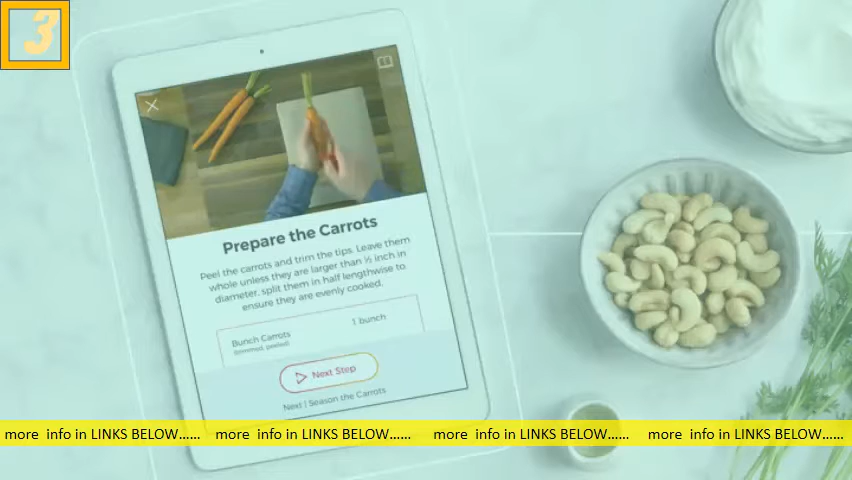 3
Prepare the Carrots
Peel the carrots and trim the tips. Leave them
whole unless they are larger than ½ inch in
diameter, split them in half lengthwise to
ensure they are evenly cooked.
Bunch Carrots 1 bunch
trimmed, peeled
Next Step
Next | Season the Carrots
more info in LINKS BELOW...... more info in LINKS BELOW...... more info in LINKS BELOW...... more info in LINKS BELOW......